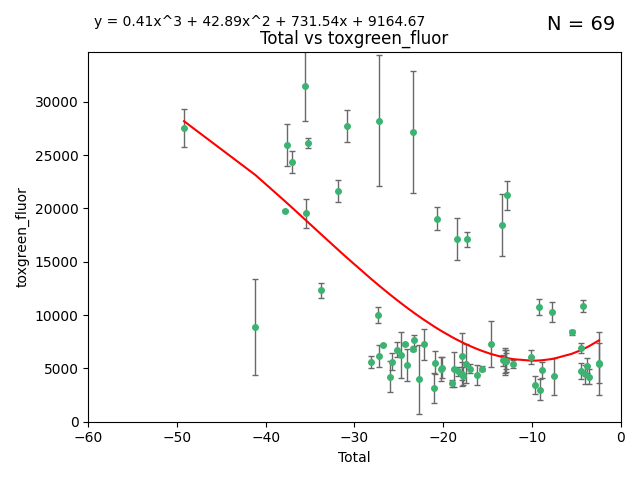 y = 0.41x^3 + 42.89x^2 + 731.54x + 9164.67
N = 69
Total vs toxgreen_fluor
30000
25000
20000
15000
10000
5000
0
toxgreen_fluor
−60
−50
−40
−30
−20
−10
0
Total